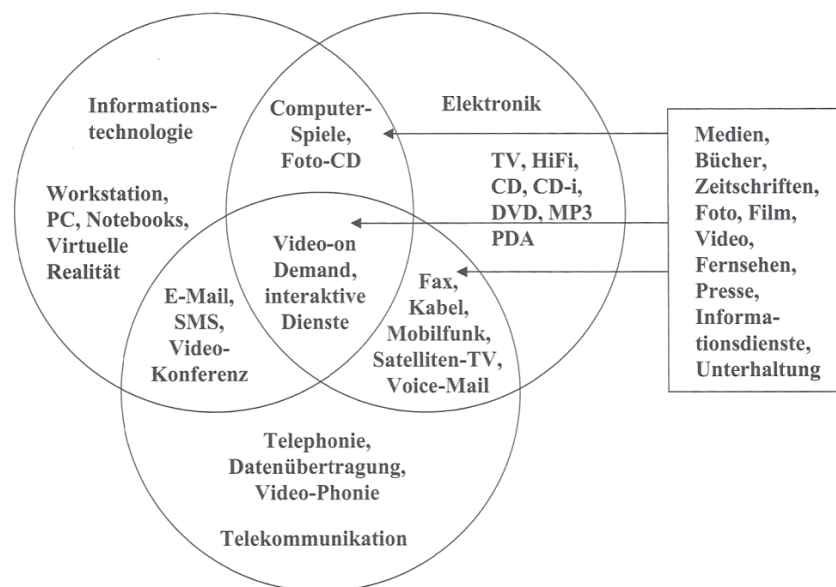 Informations-
technologie
Workstation,
PC, Notebooks,
Virtuelle
Realität
Computer-
Spiele,
Foto-CD
Elektronik
TV, HiFi,
CD, CD-i,
DVD, MP3
PDA
Video-on
Demand,
interaktive
Dienste
E-Mail,
SMS,
Video-
Konferenz
Fax,
Kabel,
Mobilfunk,
Satelliten-TV,
Voice-Mail
Telephonie,
Datenübertragung,
Video-Phonie
Telekommunikation
Medien,
Bücher,
Zeitschriften,
Foto, Film,
Video,
Fernsehen,
Presse,
Informa-
tionsdienste,
Unterhaltung